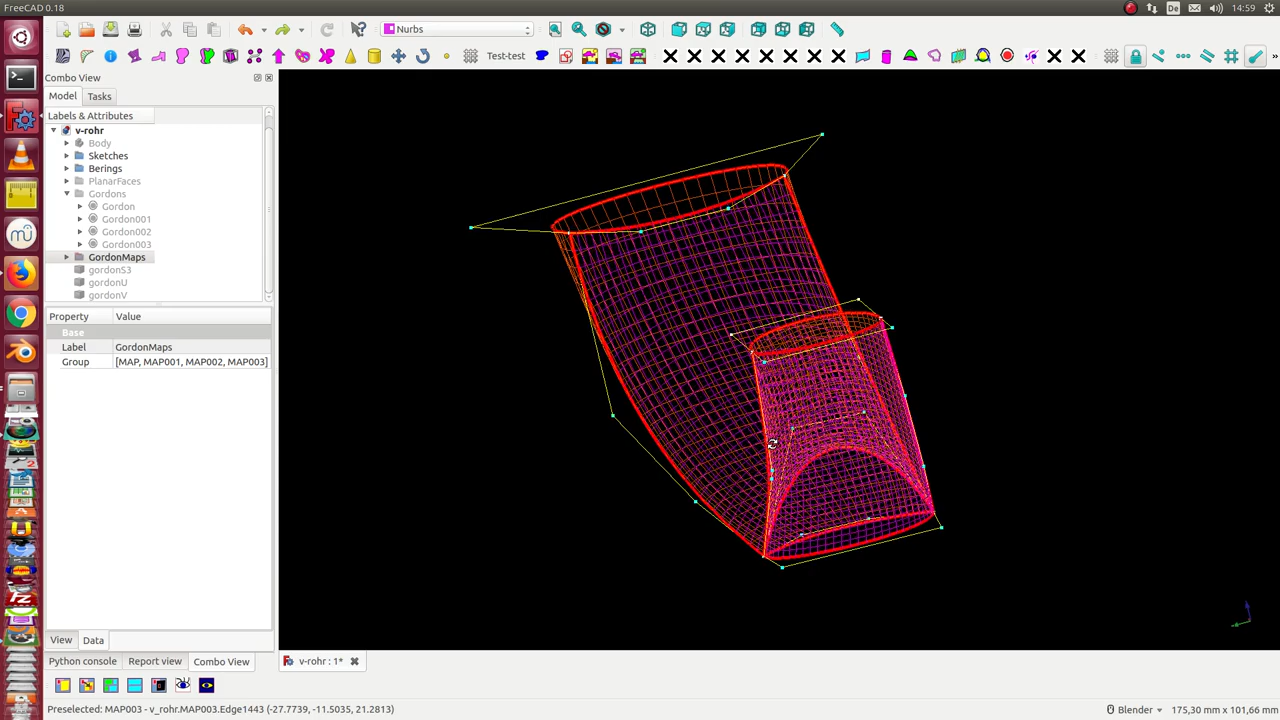 FreeCAD 0.18
De
14:59
Nurbs
Test-test
Combo View
Model
Tasks
Labels & Attributes
v-rohr
Body
Sketches
Berings
PlanarFaces
Gordons
Gordon
Gordon001
Gordon002
Gordon003
GordonMaps
gordonS3
gordonU
gordonV
Property Value
Base
Label GordonMaps
Group [MAP, MAP001, MAP002, MAP003]
View
Data
Python console
Report view
Combo View
v-rohr : 1*
Preselected: MAP003 - v_rohr.MAP003.Edge1443 (-27.7739, -11.5035, 21.2813)
Blender
175,30 mm x 101,66 mm